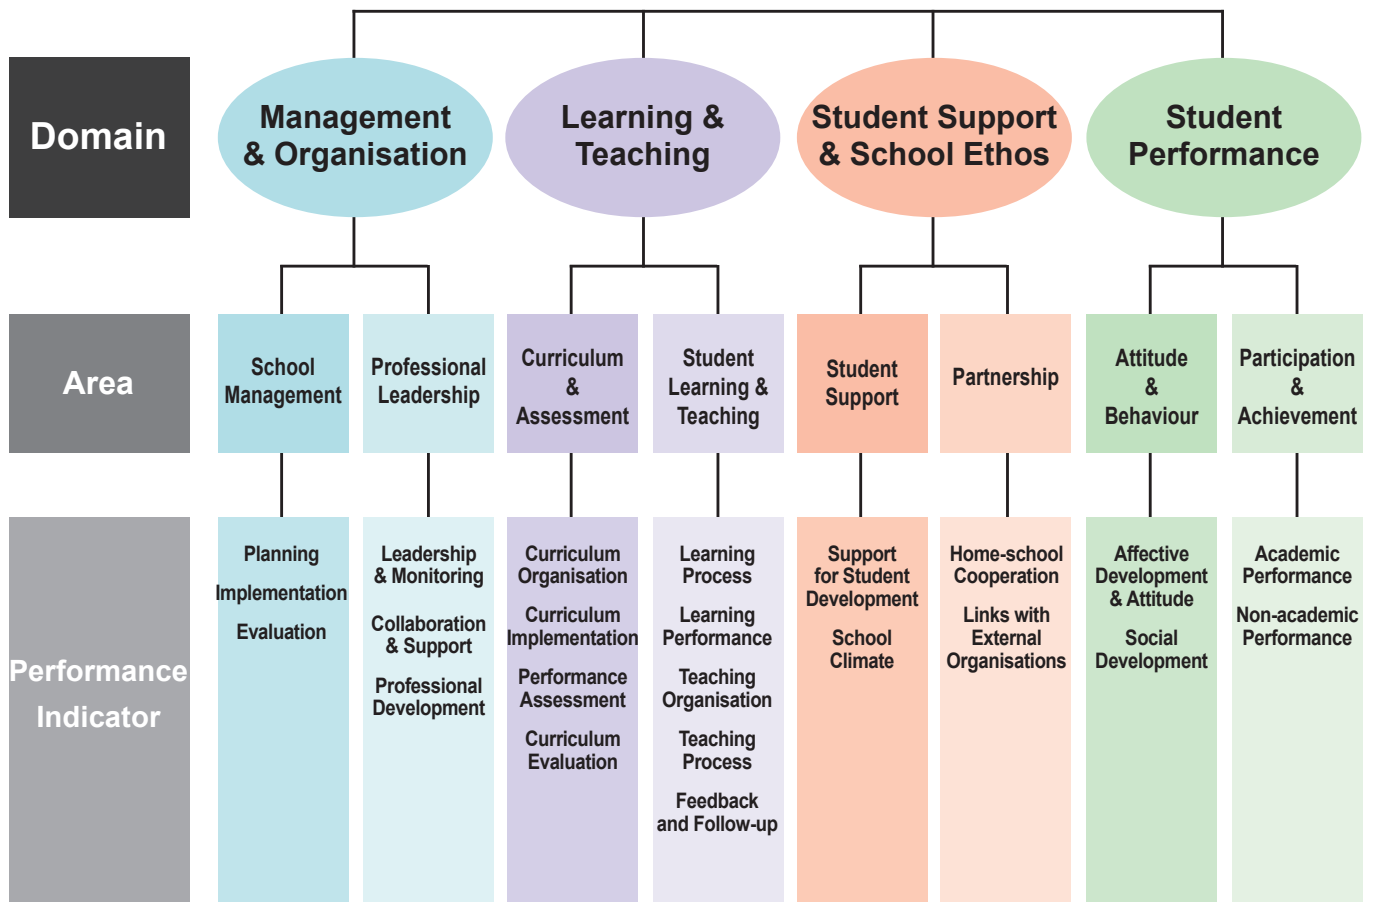 Domain
Management
& Organisation
Learning &
Teaching
Student Support
& School Ethos
Student
Performance
Area
School
Management
Professional
Leadership
Curriculum
&
Assessment
Student
Learning &
Teaching
Student
Support
Partnership
Attitude
&
Behaviour
Participation
&
Achievement
Performance
Indicator
Planning
Implementation
Evaluation
Leadership
& Monitoring
Collaboration
& Support
Professional
Development
Curriculum
Organisation
Curriculum
Implementation
Performance
Assessment
Curriculum
Evaluation
Learning
Process
Learning
Performance
Teaching
Organisation
Teaching
Process
Feedback
and Follow-up
Support
for Student
Development
School
Climate
Home-school
Cooperation
Links with
External
Organisations
Affective
Development
& Attitude
Social
Development
Academic
Performance
Non-academic
Performance